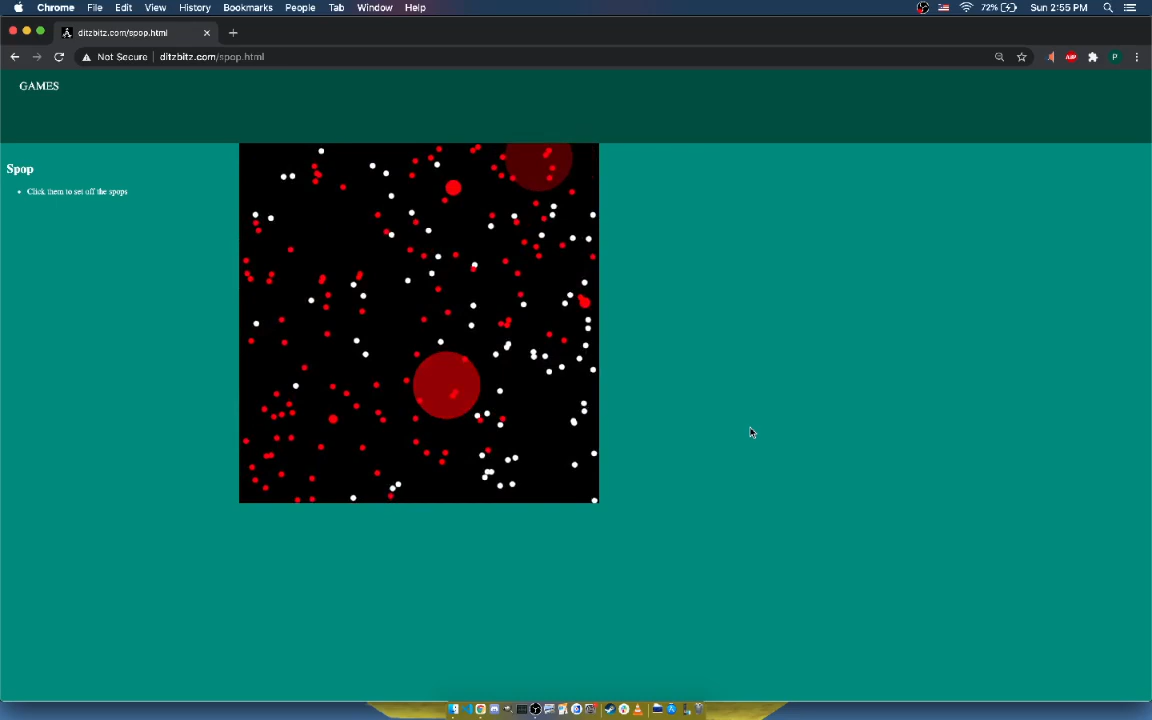 Chrome File Edit View History Bookmarks People Tab Window Help 72% Sun 2:55 PM
ditzbitz.com/spop.html
Not Secure ditzbitz.com/spop.html ABP P
GAMES
Spop
Click them to set off the spops